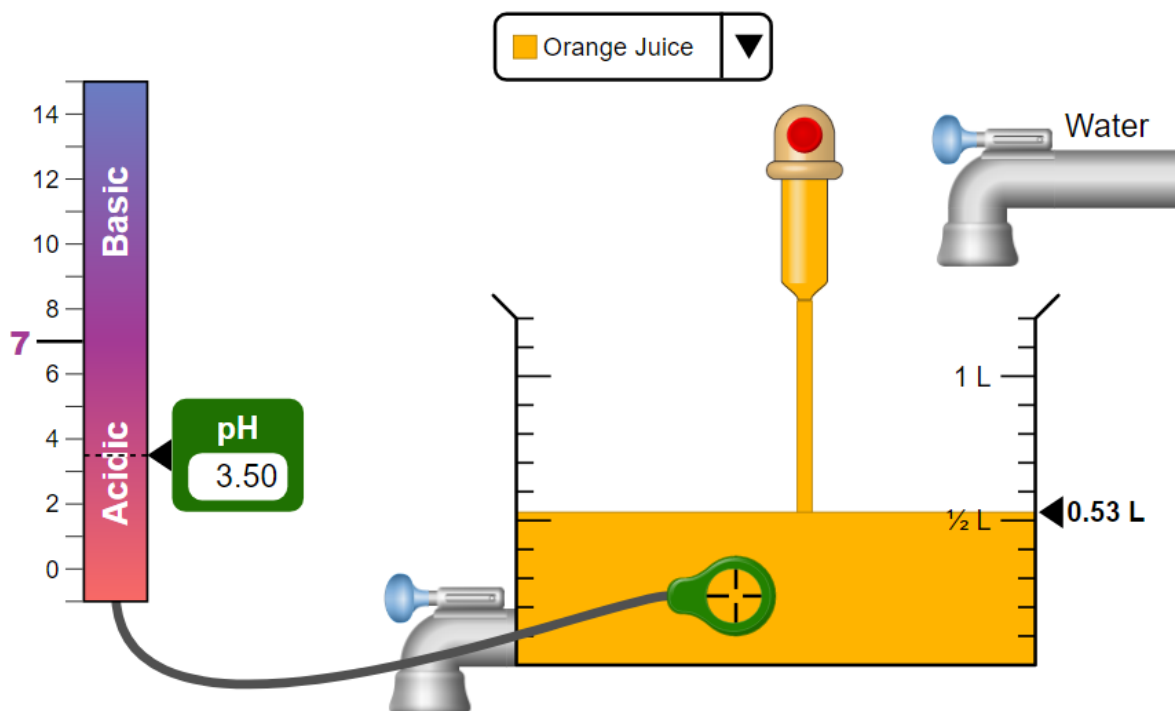 Orange Juice
Water
14
12
10
8
7
6
4
2
0
Basic
Acidic
pH
3.50
1 L
½ L
0.53 L